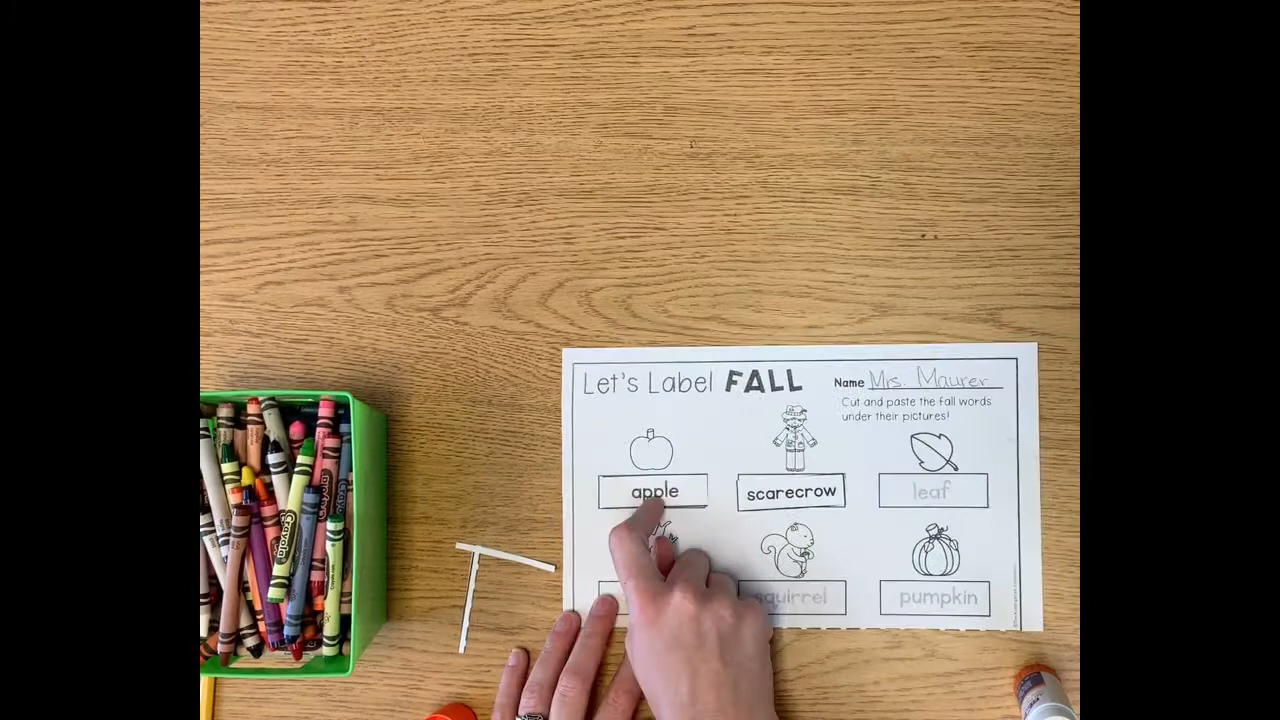 Let's Label FALL
Name Mrs. Maurer
Cut and paste the fall words
under their pictures!
apple
scarecrow
leaf
squirrel
pumpkin
Crayola